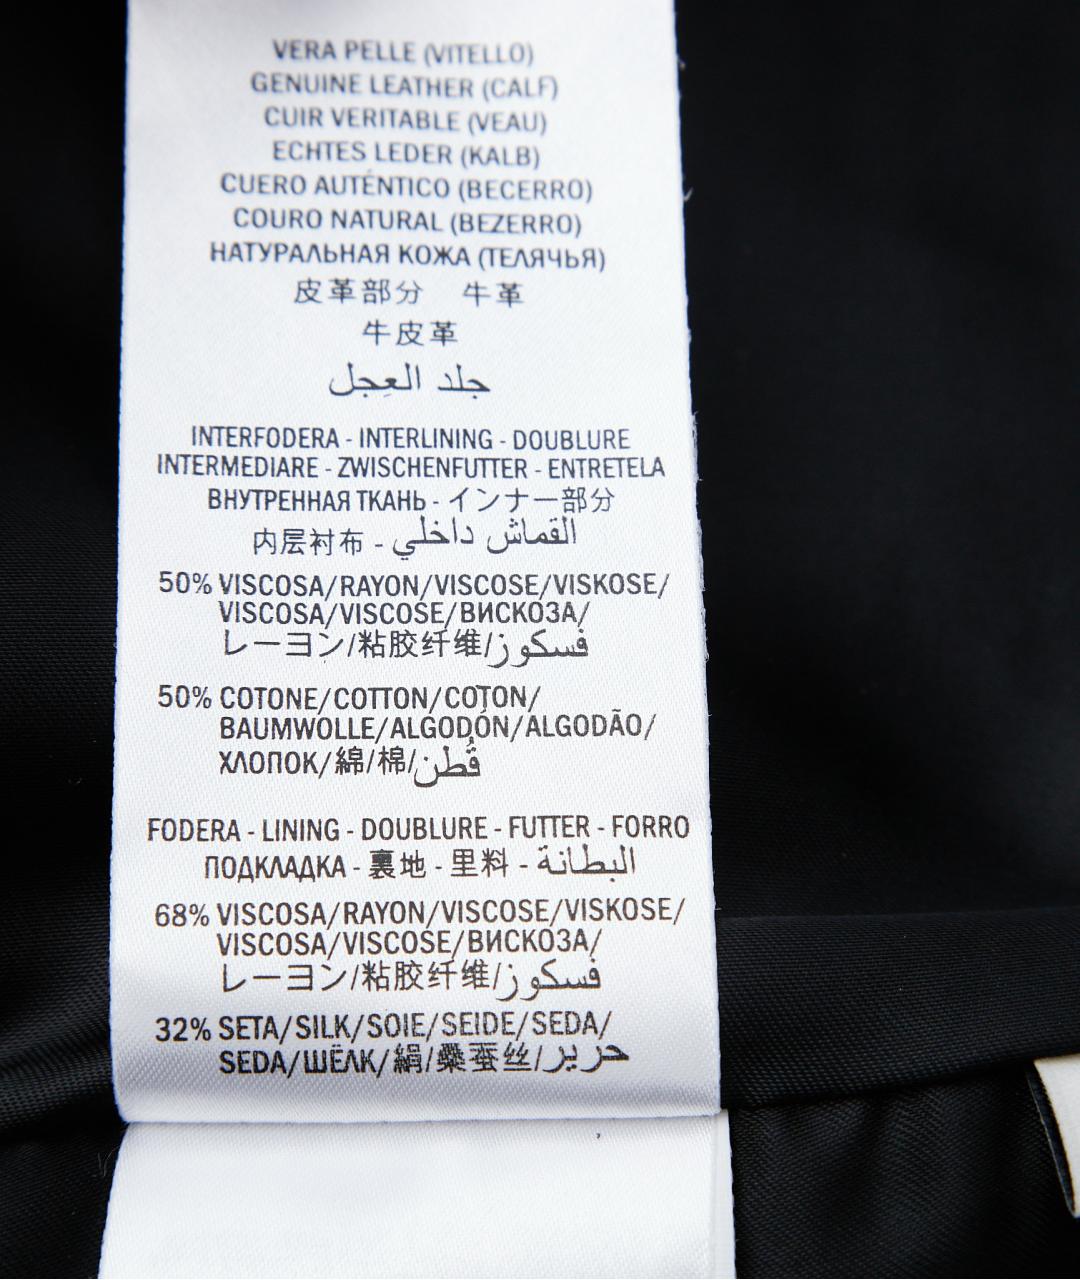 VERA PELLE (VITELLO)
GENUINE LEATHER (CALF)
CUIR VERITABLE (VEAU)
ECHTES LEDER (KALB)
CUERO AUTÉNTICO (BECERRO)
COURO NATURAL (BEZERRO)
НАТУРАЛЬНАЯ КОЖА (ТЕЛЯЧЬЯ)
皮革部分 牛革
牛皮革
جلد العِجل
INTERFODERA - INTERLINING - DOUBLURE
INTERMEDIARE - ZWISCHENFUTTER - ENTRETELA
ВНУТРЕННАЯ ТКАНЬ - インナー部分
内层衬布 - القماش داخلي
50% VISCOSA/RAYON/VISCOSE/VISKOSE/
VISCOSA/VISCOSE/ВИСКОЗА/
レーヨン/粘胶纤维/فسكوز
50% COTONE/COTTON/COTON/
BAUMWOLLE/ALGODÓN/ALGODÃO/
ХЛОПОК/綿/棉/قُطن
FODERA - LINING - DOUBLURE - FUTTER - FORRO
ПОДКЛАДКА - 裏地 - 里料 - البطانة
68% VISCOSA/RAYON/VISCOSE/VISKOSE/
VISCOSA/VISCOSE/ВИСКОЗА/
レーヨン/粘胶纤维/فسكوز
32% SETA/SILK/SOIE/SEIDE/SEDA/
SEDA/ШЁЛК/絹/桑蚕丝/حرير